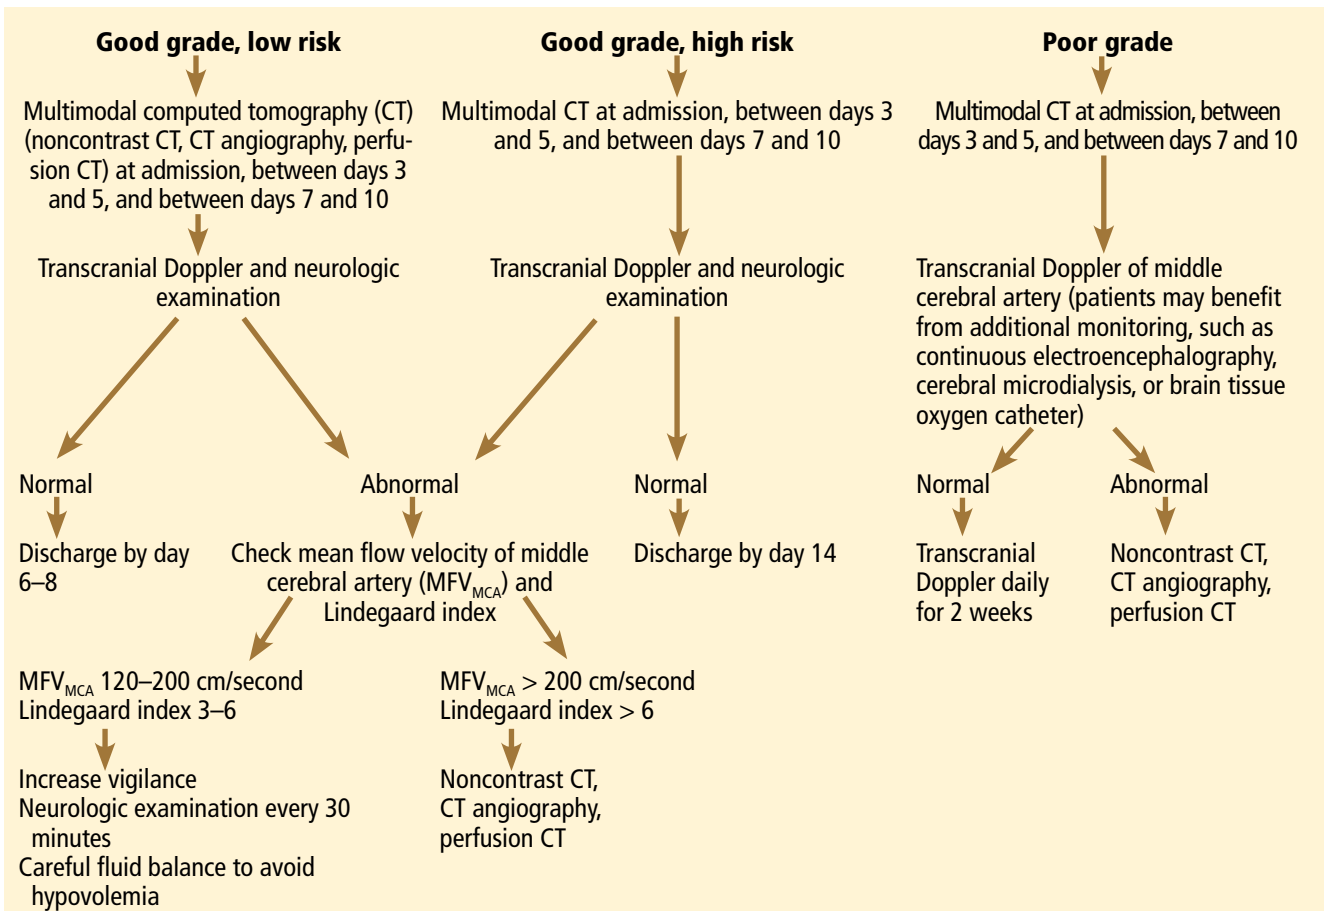 Good grade, low risk
Multimodal computed tomography (CT)
(noncontrast CT, CT angiography, perfu-
sion CT) at admission, between days 3
and 5, and between days 7 and 10
Transcranial Doppler and neurologic
examination
Good grade, high risk
Multimodal CT at admission, between days 3
and 5, and between days 7 and 10
Transcranial Doppler and neurologic
examination
Normal
Discharge by day
6–8
Abnormal
Check mean flow velocity of middle
cerebral artery (MFVMCA) and
Lindegaard index
Normal
Discharge by day 14
MFVMCA 120–200 cm/second
Lindegaard index 3–6
Increase vigilance
Neurologic examination every 30
minutes
Careful fluid balance to avoid
hypovolemia
MFVMCA > 200 cm/second
Lindegaard index > 6
Noncontrast CT,
CT angiography,
perfusion CT
Poor grade
Multimodal CT at admission, between
days 3 and 5, and between days 7 and 10
Transcranial Doppler of middle
cerebral artery (patients may benefit
from additional monitoring, such as
continuous electroencephalography,
cerebral microdialysis, or brain tissue
oxygen catheter)
Normal
Transcranial
Doppler daily
for 2 weeks
Abnormal
Noncontrast CT,
CT angiography,
perfusion CT